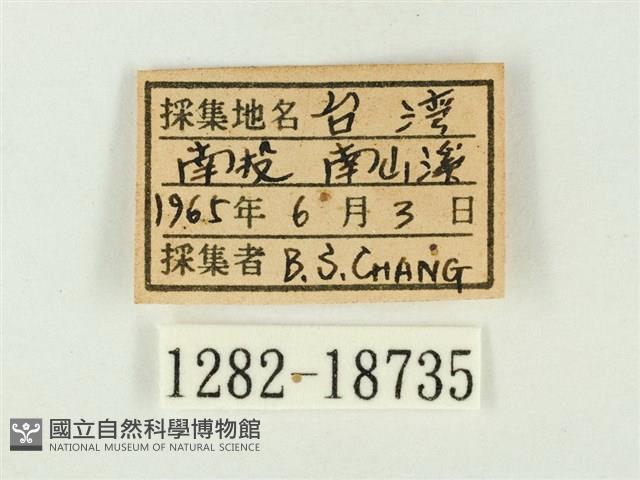 採集地名 台湾
南投 南山溪
1965年 6 月 3 日
採集者 B.S.CHANG
1282-18735
國立自然科學博物館
NATIONAL MUSEUM OF NATURAL SCIENCE